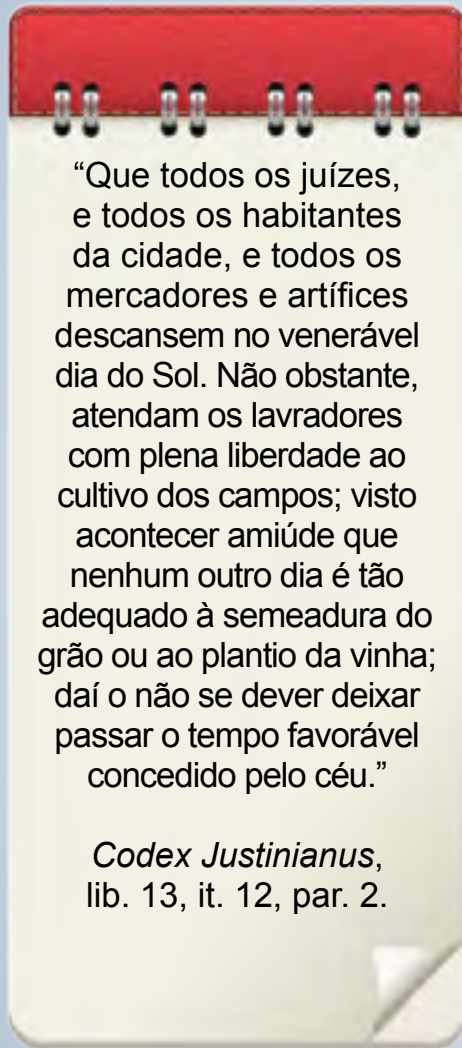 “Que todos os juízes,
e todos os habitantes
da cidade, e todos os
mercadores e artífices
descansem no venerável
dia do Sol. Não obstante,
atendam os lavradores
com plena liberdade ao
cultivo dos campos; visto
acontecer amiúde que
nenhum outro dia é tão
adequado à semeadura do
grão ou ao plantio da vinha;
daí o não se dever deixar
passar o tempo favorável
concedido pelo céu.”
Codex Justinianus,
lib. 13, it. 12, par. 2.